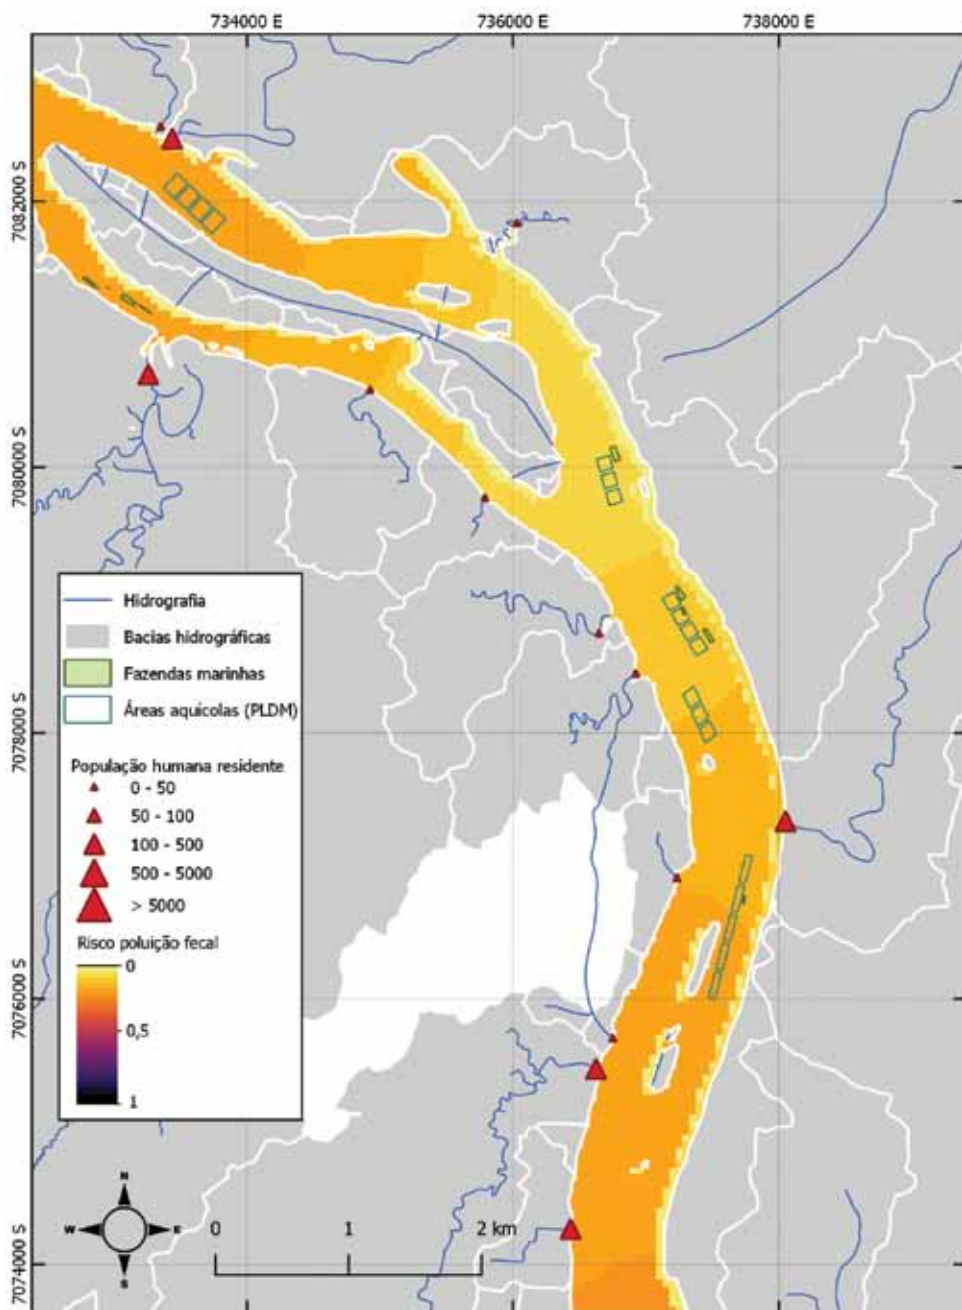 734000 E
736000 E
738000 E
7082000 S
7080000 S
7078000 S
7076000 S
7074000 S
Hidrografia
Bacias hidrográficas
Fazendas marinhas
Áreas aquícolas (PLDM)
População humana residente
0 - 50
50 - 100
100 - 500
500 - 5000
> 5000
Risco poluição fecal
0
0,5
1
N
W
E
S
0
1
2 km